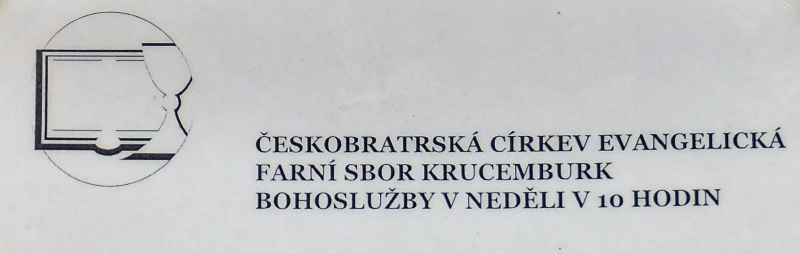 ČESKOBRATRSKÁ CÍRKEV EVANGELICKÁ
FARNÍ SBOR KRUCEMBURK
BOHOSLUŽBY V NEDĚLI V 10 HODIN